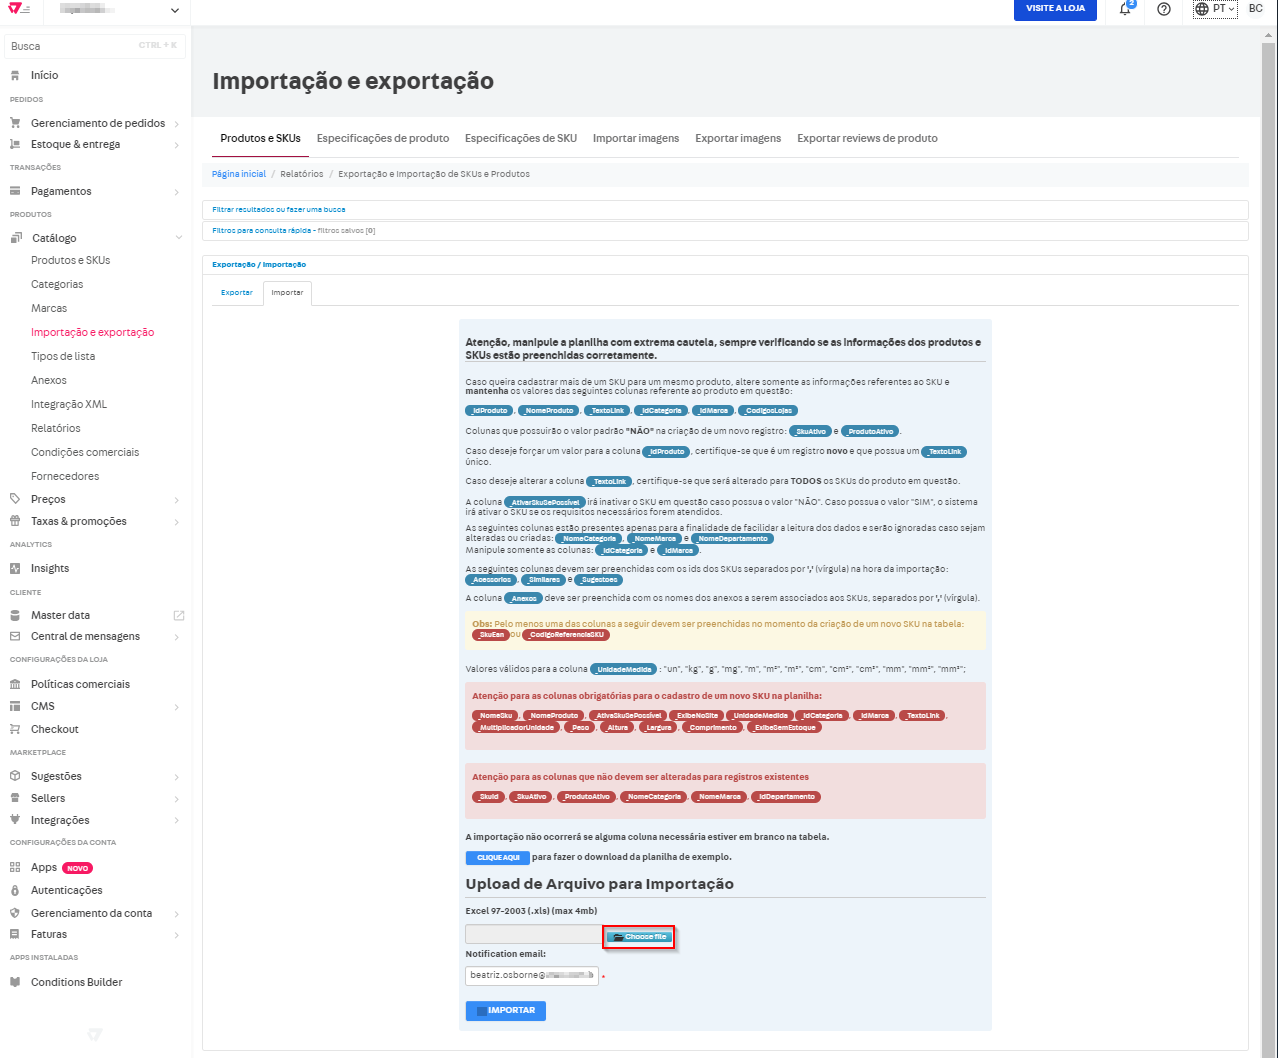 VISITE A LOJA
2
PT
BC
Busca
CTRL + K
Início
PEDIDOS
Gerenciamento de pedidos
Estoque & entrega
TRANSAÇÕES
Pagamentos
PRODUTOS
Catálogo
Produtos e SKUs
Categorias
Marcas
Importação e exportação
Tipos de lista
Anexos
Integração XML
Relatórios
Condições comerciais
Fornecedores
Preços
Taxas & promoções
ANALYTICS
Insights
CLIENTE
Master data
Central de mensagens
CONFIGURAÇÕES DA LOJA
Políticas comerciais
CMS
Checkout
MARKETPLACE
Sugestões
Sellers
Integrações
CONFIGURAÇÕES DA CONTA
Apps NOVO
Autenticações
Gerenciamento da conta
Faturas
APPS INSTALADAS
Conditions Builder
Importação e exportação
Produtos e SKUs Especificações de produto Especificações de SKU Importar imagens Exportar imagens Exportar reviews de produto
Página inicial / Relatórios / Exportação e Importação de SKUs e Produtos
Filtrar resultados ou fazer uma busca
Filtros para consulta rápida - filtros salvos [0]
Exportação / Importação
Exportar Importar
Atenção, manipule a planilha com extrema cautela, sempre verificando se as informações dos produtos e
SKUs estão preenchidas corretamente.
Caso queira cadastrar mais de um SKU para um mesmo produto, altere somente as informações referentes ao SKU e
mantenha os valores das seguintes colunas referente ao produto em questão:
_IdProduto, _NomeProduto, _TextoLink, _IdCategoria, _IdMarca, _CodigosLojas
Colunas que possuirão o valor padrão "NÃO" na criação de um novo registro: _SkuAtivo e _ProdutoAtivo.
Caso deseje forçar um valor para a coluna _IdProduto, certifique-se que é um registro novo e que possua um _TextoLink
único.
Caso deseje alterar a coluna _TextoLink, certifique-se que será alterado para TODOS os SKUs do produto em questão.
A coluna _AtivarSkuSePossível irá inativar o SKU em questão caso possua o valor "NÃO". Caso possua o valor "SIM", o sistema
irá ativar o SKU se os requisitos necessários forem atendidos.
As seguintes colunas estão presentes apenas para a finalidade de facilidar a leitura dos dados e serão ignoradas caso sejam
alteradas ou criadas: _NomeCategoria, _NomeMarca e _NomeDepartamento
Manipule somente as colunas: _IdCategoria e _IdMarca.
As seguintes colunas devem ser preenchidas com os ids dos SKUs separados por ',' (vírgula) na hora da importação:
_Acessorios, _Similares e _Sugestoes
A coluna _Anexos deve ser preenchida com os nomes dos anexos a serem associados aos SKUs, separados por ',' (vírgula).
Obs: Pelo menos uma das colunas a seguir devem ser preenchidas no momento da criação de um novo SKU na tabela:
_SkuEan ou _CodigoReferenciaSKU
Valores válidos para a coluna _UnidadeMedida : "un", "kg", "g", "mg", "m", "m²", "m³", "cm", "cm²", "cm³", "mm", "mm²", "mm³";
Atenção para as colunas obrigatórias para o cadastro de um novo SKU na planilha:
_NomeSku, _NomeProduto, _AtivaSkuSePossível _ExibeNoSite _UnidadeMedida _IdCategoria, _IdMarca, _TextoLink,
_MultiplicadorUnidade, _Peso, _Altura, _Largura, _Comprimento, _ExibeSemEstoque
Atenção para as colunas que não devem ser alteradas para registros existentes
_SkuId, _SkuAtivo, _ProdutoAtivo, _NomeCategoria, _NomeMarca, _IdDepartamento
A importação não ocorrerá se alguma coluna necessária estiver em branco na tabela.
CLIQUE AQUI para fazer o download da planilha de exemplo.
Upload de Arquivo para Importação
Excel 97-2003 (.xls) (max 4mb)
Choose file
Notification email:
beatriz.osborne@
*
IMPORTAR